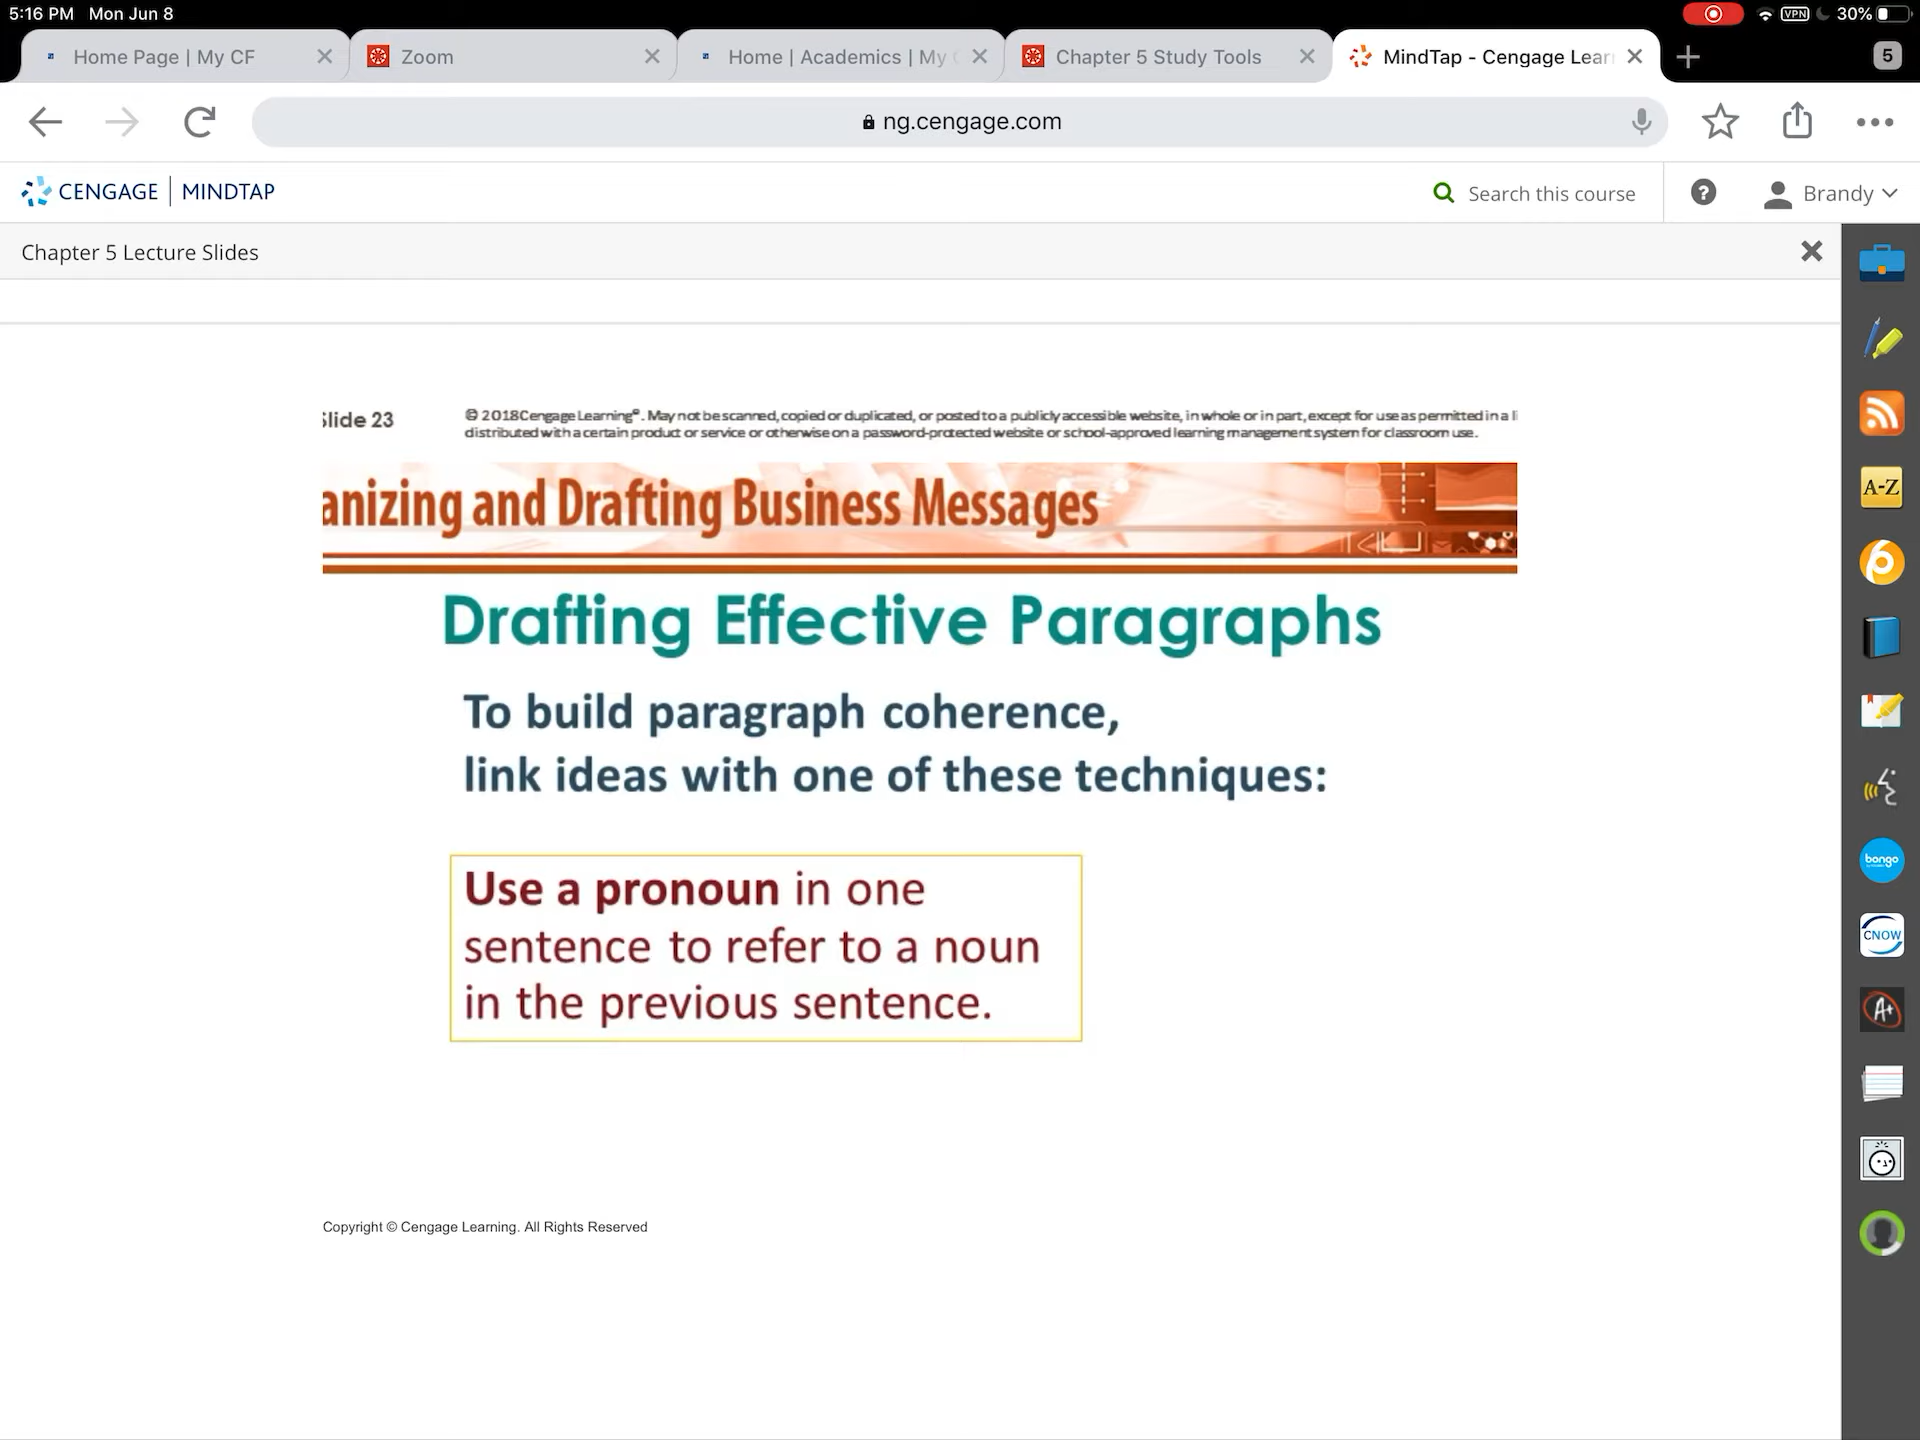 5:16 PM Mon Jun 8
VPN 30%
Home Page | My CF
Zoom
Home | Academics | My
Chapter 5 Study Tools
MindTap - Cengage Lear
5
ng.cengage.com
CENGAGE | MINDTAP
Search this course
? Brandy
Chapter 5 Lecture Slides
Slide 23
© 2018 Cengage Learning®. May not be scanned, copied or duplicated, or posted to a publicly accessible website, in whole or in part, except for use as permitted in a li
distributed with a certain product or service or otherwise on a password-protected website or school-approved learning management system for classroom use.
anizing and Drafting Business Messages
Drafting Effective Paragraphs
To build paragraph coherence,
link ideas with one of these techniques:
Use a pronoun in one
sentence to refer to a noun
in the previous sentence.
Copyright © Cengage Learning. All Rights Reserved
A-Z
bongo
CNOW
A+